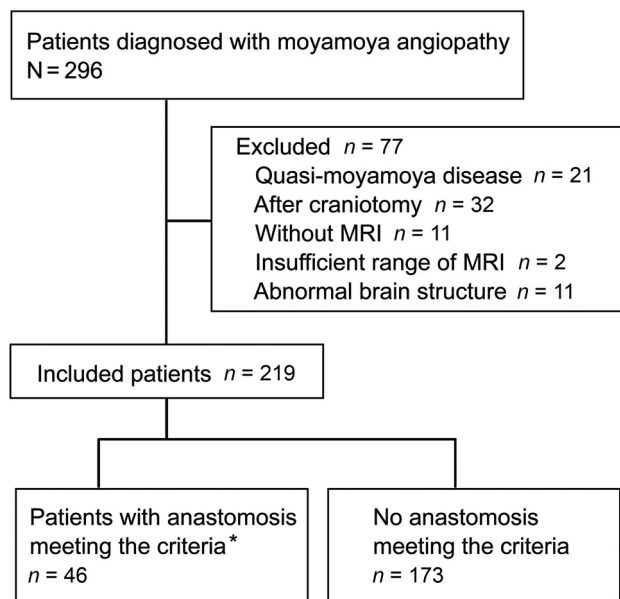 Patients diagnosed with moyamoya angiopathy
N = 296
Excluded n = 77
Quasi-moyamoya disease n = 21
After craniotomy n = 32
Without MRI n = 11
Insufficient range of MRI n = 2
Abnormal brain structure n = 11
Included patients n = 219
Patients with anastomosis
meeting the criteria*
n = 46
No anastomosis
meeting the criteria
n = 173